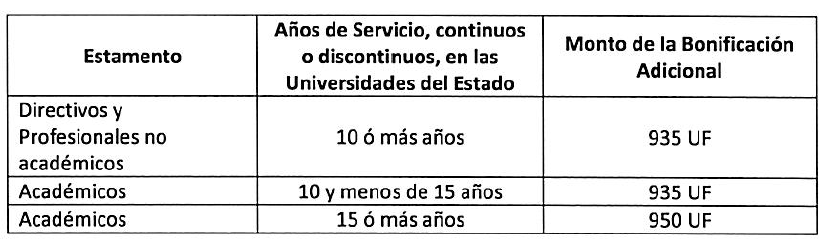 Estamento
Años de Servicio, continuos
o discontinuos, en las
Universidades del Estado
Monto de la Bonificación
Adicional
Directivos y
Profesionales no
académicos
10 ó más años
935 UF
Académicos
10 y menos de 15 años
935 UF
Académicos
15 ó más años
950 UF